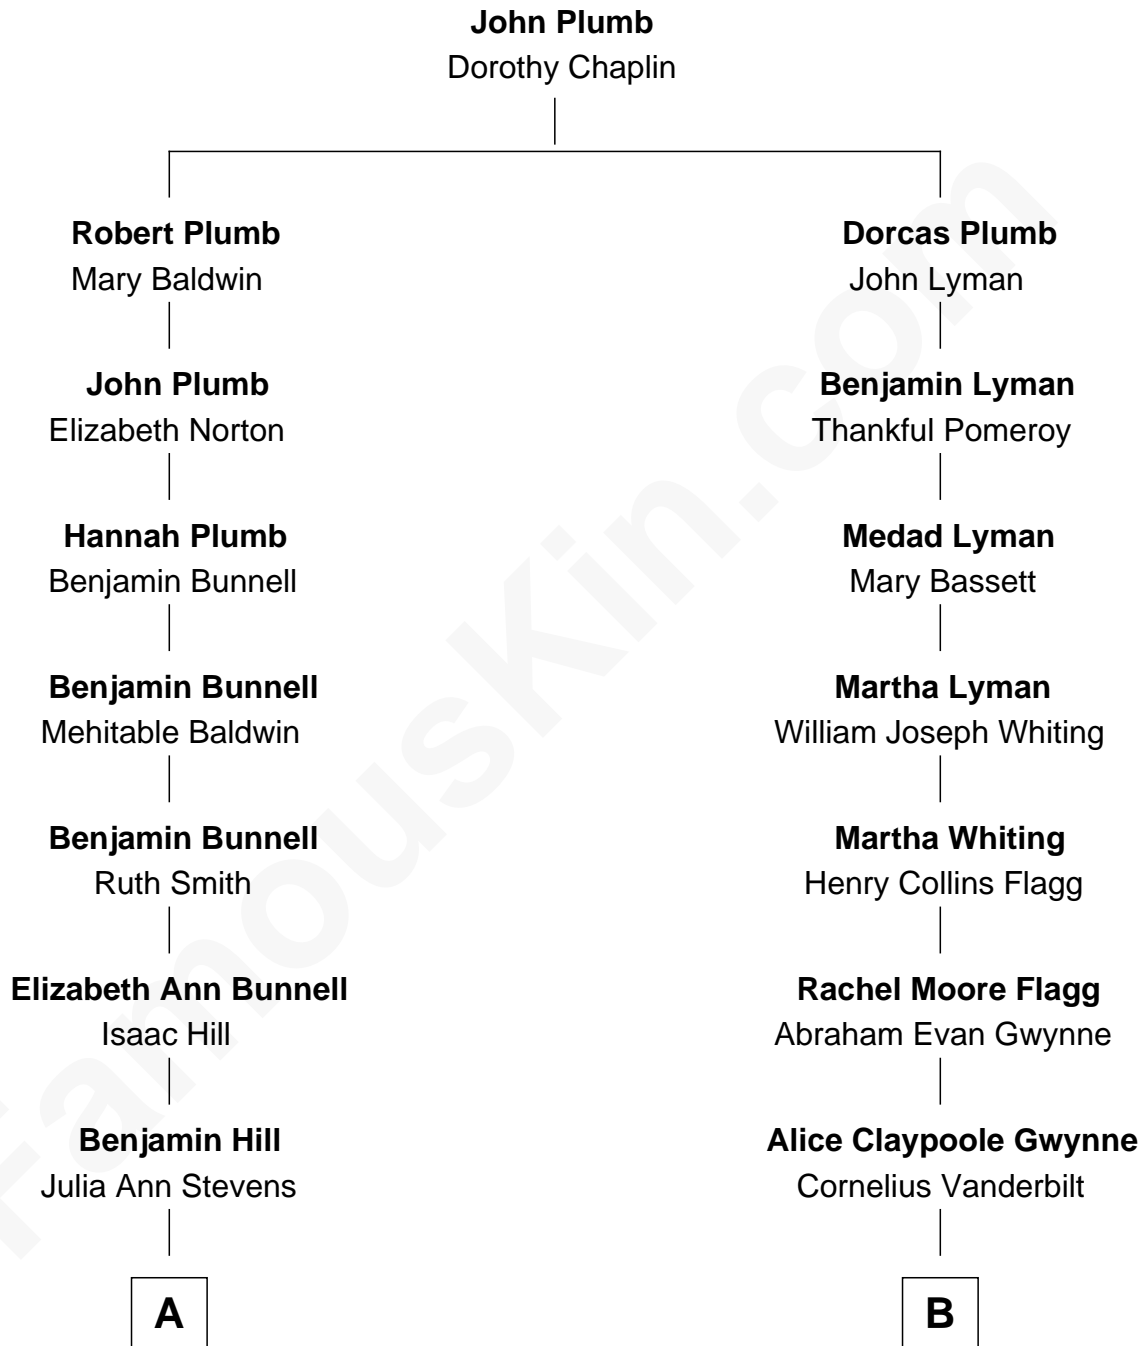 John Plumb
Dorothy Chaplin
Robert Plumb
Mary Baldwin
Dorcas Plumb
John Lyman
John Plumb
Elizabeth Norton
Benjamin Lyman
Thankful Pomeroy
Hannah Plumb
Benjamin Bunnell
Medad Lyman
Mary Bassett
Benjamin Bunnell
Mehitable Baldwin
Martha Lyman
William Joseph Whiting
Benjamin Bunnell
Ruth Smith
Martha Whiting
Henry Collins Flagg
Elizabeth Ann Bunnell
Isaac Hill
Rachel Moore Flagg
Abraham Evan Gwynne
Benjamin Hill
Julia Ann Stevens
Alice Claypoole Gwynne
Cornelius Vanderbilt
A
B
FamousKin.com